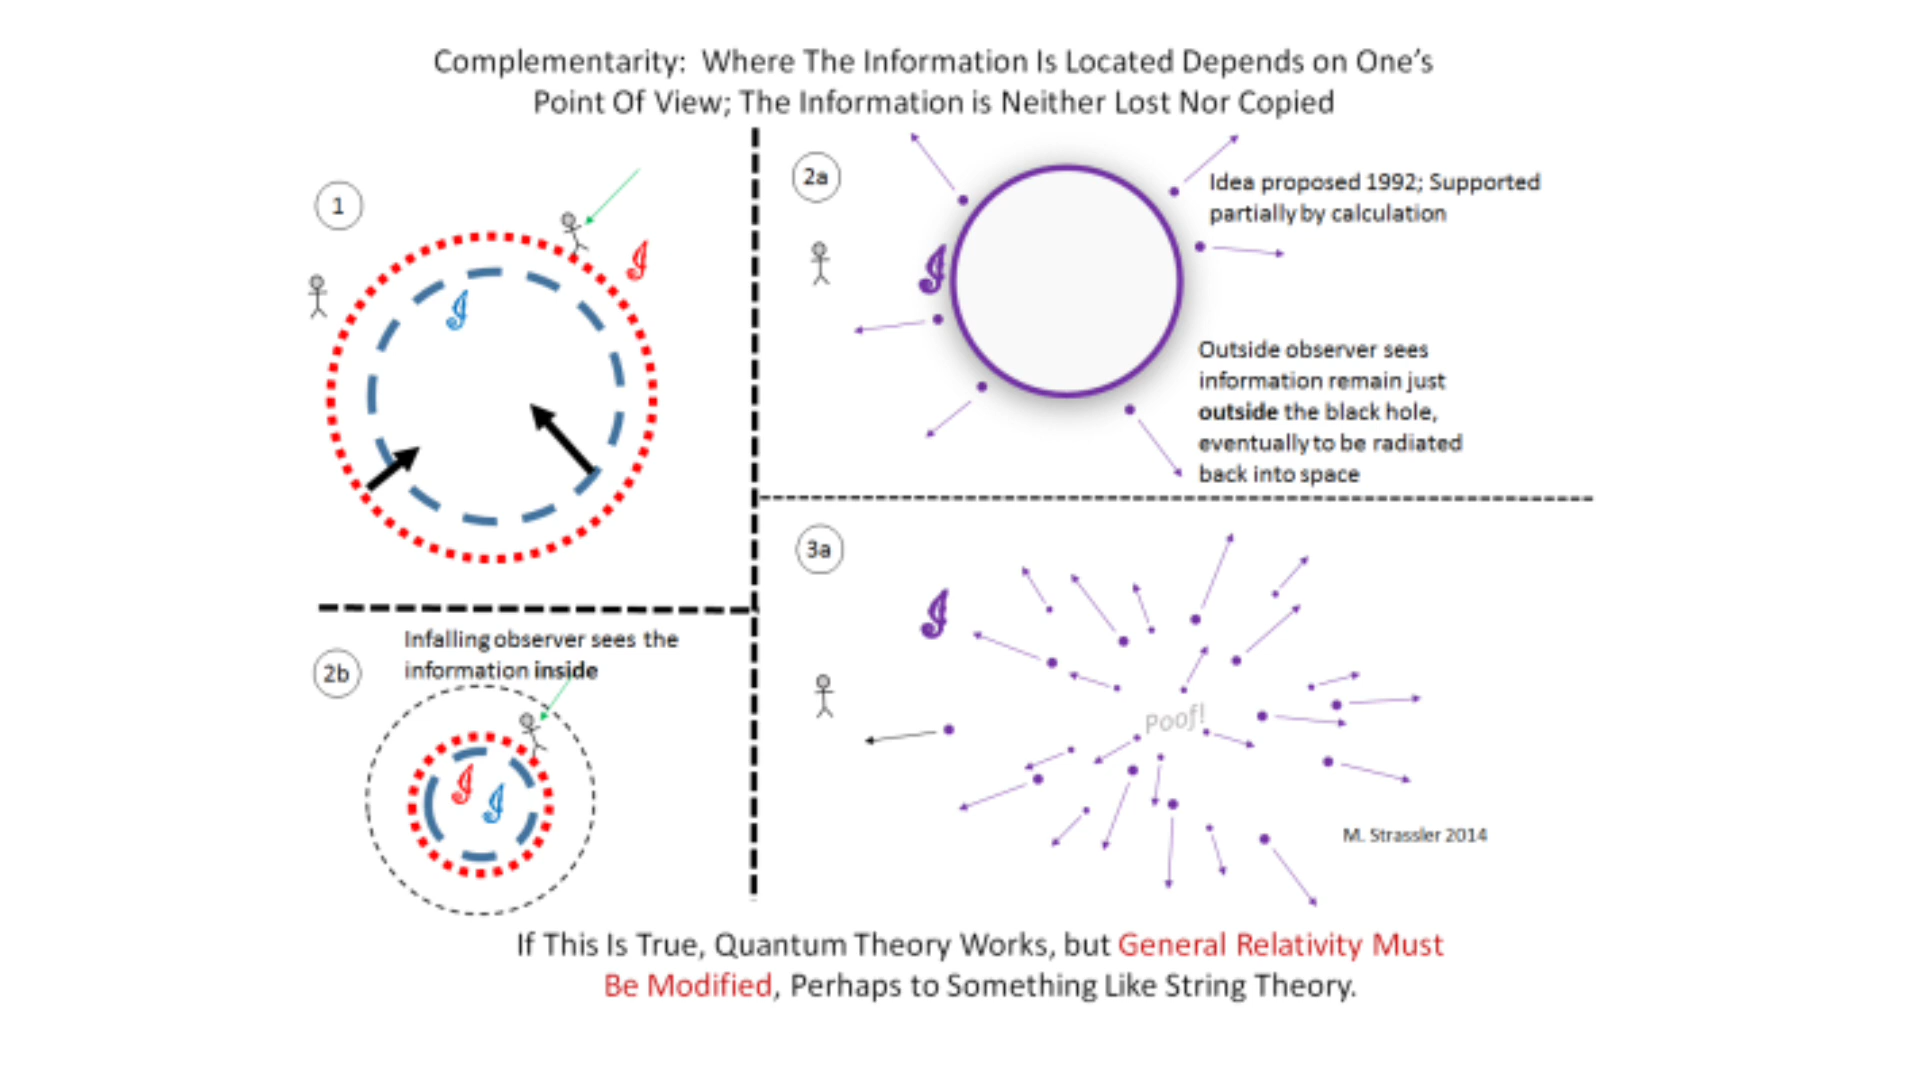 Complementarity: Where The Information Is Located Depends on One's
Point Of View; The Information is Neither Lost Nor Copied
1
I
I
2a
I
Idea proposed 1992; Supported
partially by calculation
Outside observer sees
information remain just
outside the black hole,
eventually to be radiated
back into space
2b
Infalling observer sees the
information inside
I
I
3a
I
Poof!
M. Strassler 2014
If This Is True, Quantum Theory Works, but General Relativity Must
Be Modified, Perhaps to Something Like String Theory.